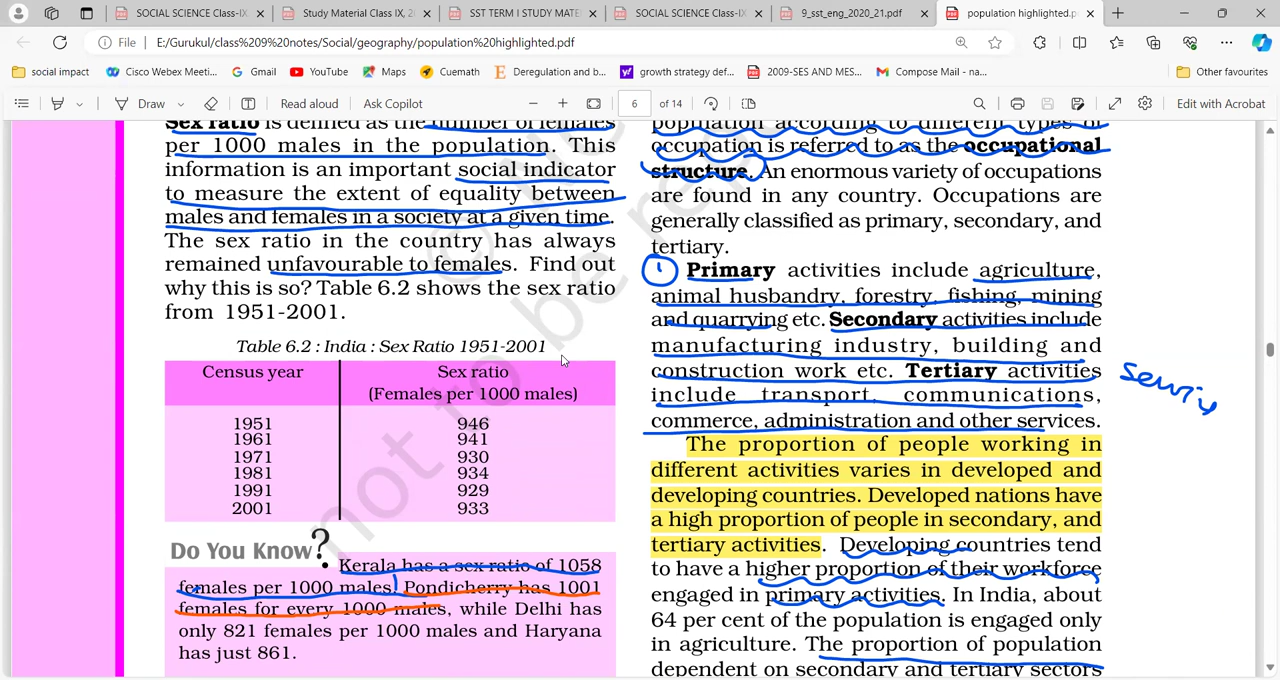 SOCIAL SCIENCE Class-IX
Study Material Class IX, 2
SST TERM I STUDY MATE
SOCIAL SCIENCE Class-IX
9_sst_eng_2020_21.pdf
population highlighted.p
File
E:/Gurukul/class%209%20notes/Social/geography/population%20highlighted.pdf
social impact
Cisco Webex Meeti...
Gmail
YouTube
Maps
Cuemath
Deregulation and b...
growth strategy def...
2009-SES AND MES...
Compose Mail - na...
Other favourites
Draw
Read aloud
Ask Copilot
6
of 14
Edit with Acrobat
Sex ratio is defined as the number of females
per 1000 males in the population. This
information is an important social indicator
to measure the extent of equality between
males and females in a society at a given time.
The sex ratio in the country has always
remained unfavourable to females. Find out
why this is so? Table 6.2 shows the sex ratio
from 1951-2001.
Table 6.2 : India : Sex Ratio 1951-2001
Census year
Sex ratio
(Females per 1000 males)
1951 946
1961 941
1971 930
1981 934
1991 929
2001 933
Do You Know?
• Kerala has a sex ratio of 1058
females per 1000 males! Pondicherry has 1001
females for every 1000 males, while Delhi has
only 821 females per 1000 males and Haryana
has just 861.
population according to different types of
occupation is referred to as the occupational
structure. An enormous variety of occupations
are found in any country. Occupations are
generally classified as primary, secondary, and
tertiary.
1 Primary activities include agriculture,
animal husbandry, forestry, fishing, mining
and quarrying etc. Secondary activities include
manufacturing industry, building and
construction work etc. Tertiary activities
include transport, communications,
commerce, administration and other services.
The proportion of people working in
different activities varies in developed and
developing countries. Developed nations have
a high proportion of people in secondary, and
tertiary activities. Developing countries tend
to have a higher proportion of their workforce
engaged in primary activities. In India, about
64 per cent of the population is engaged only
in agriculture. The proportion of population
dependent on secondary and tertiary sectors
not to be re